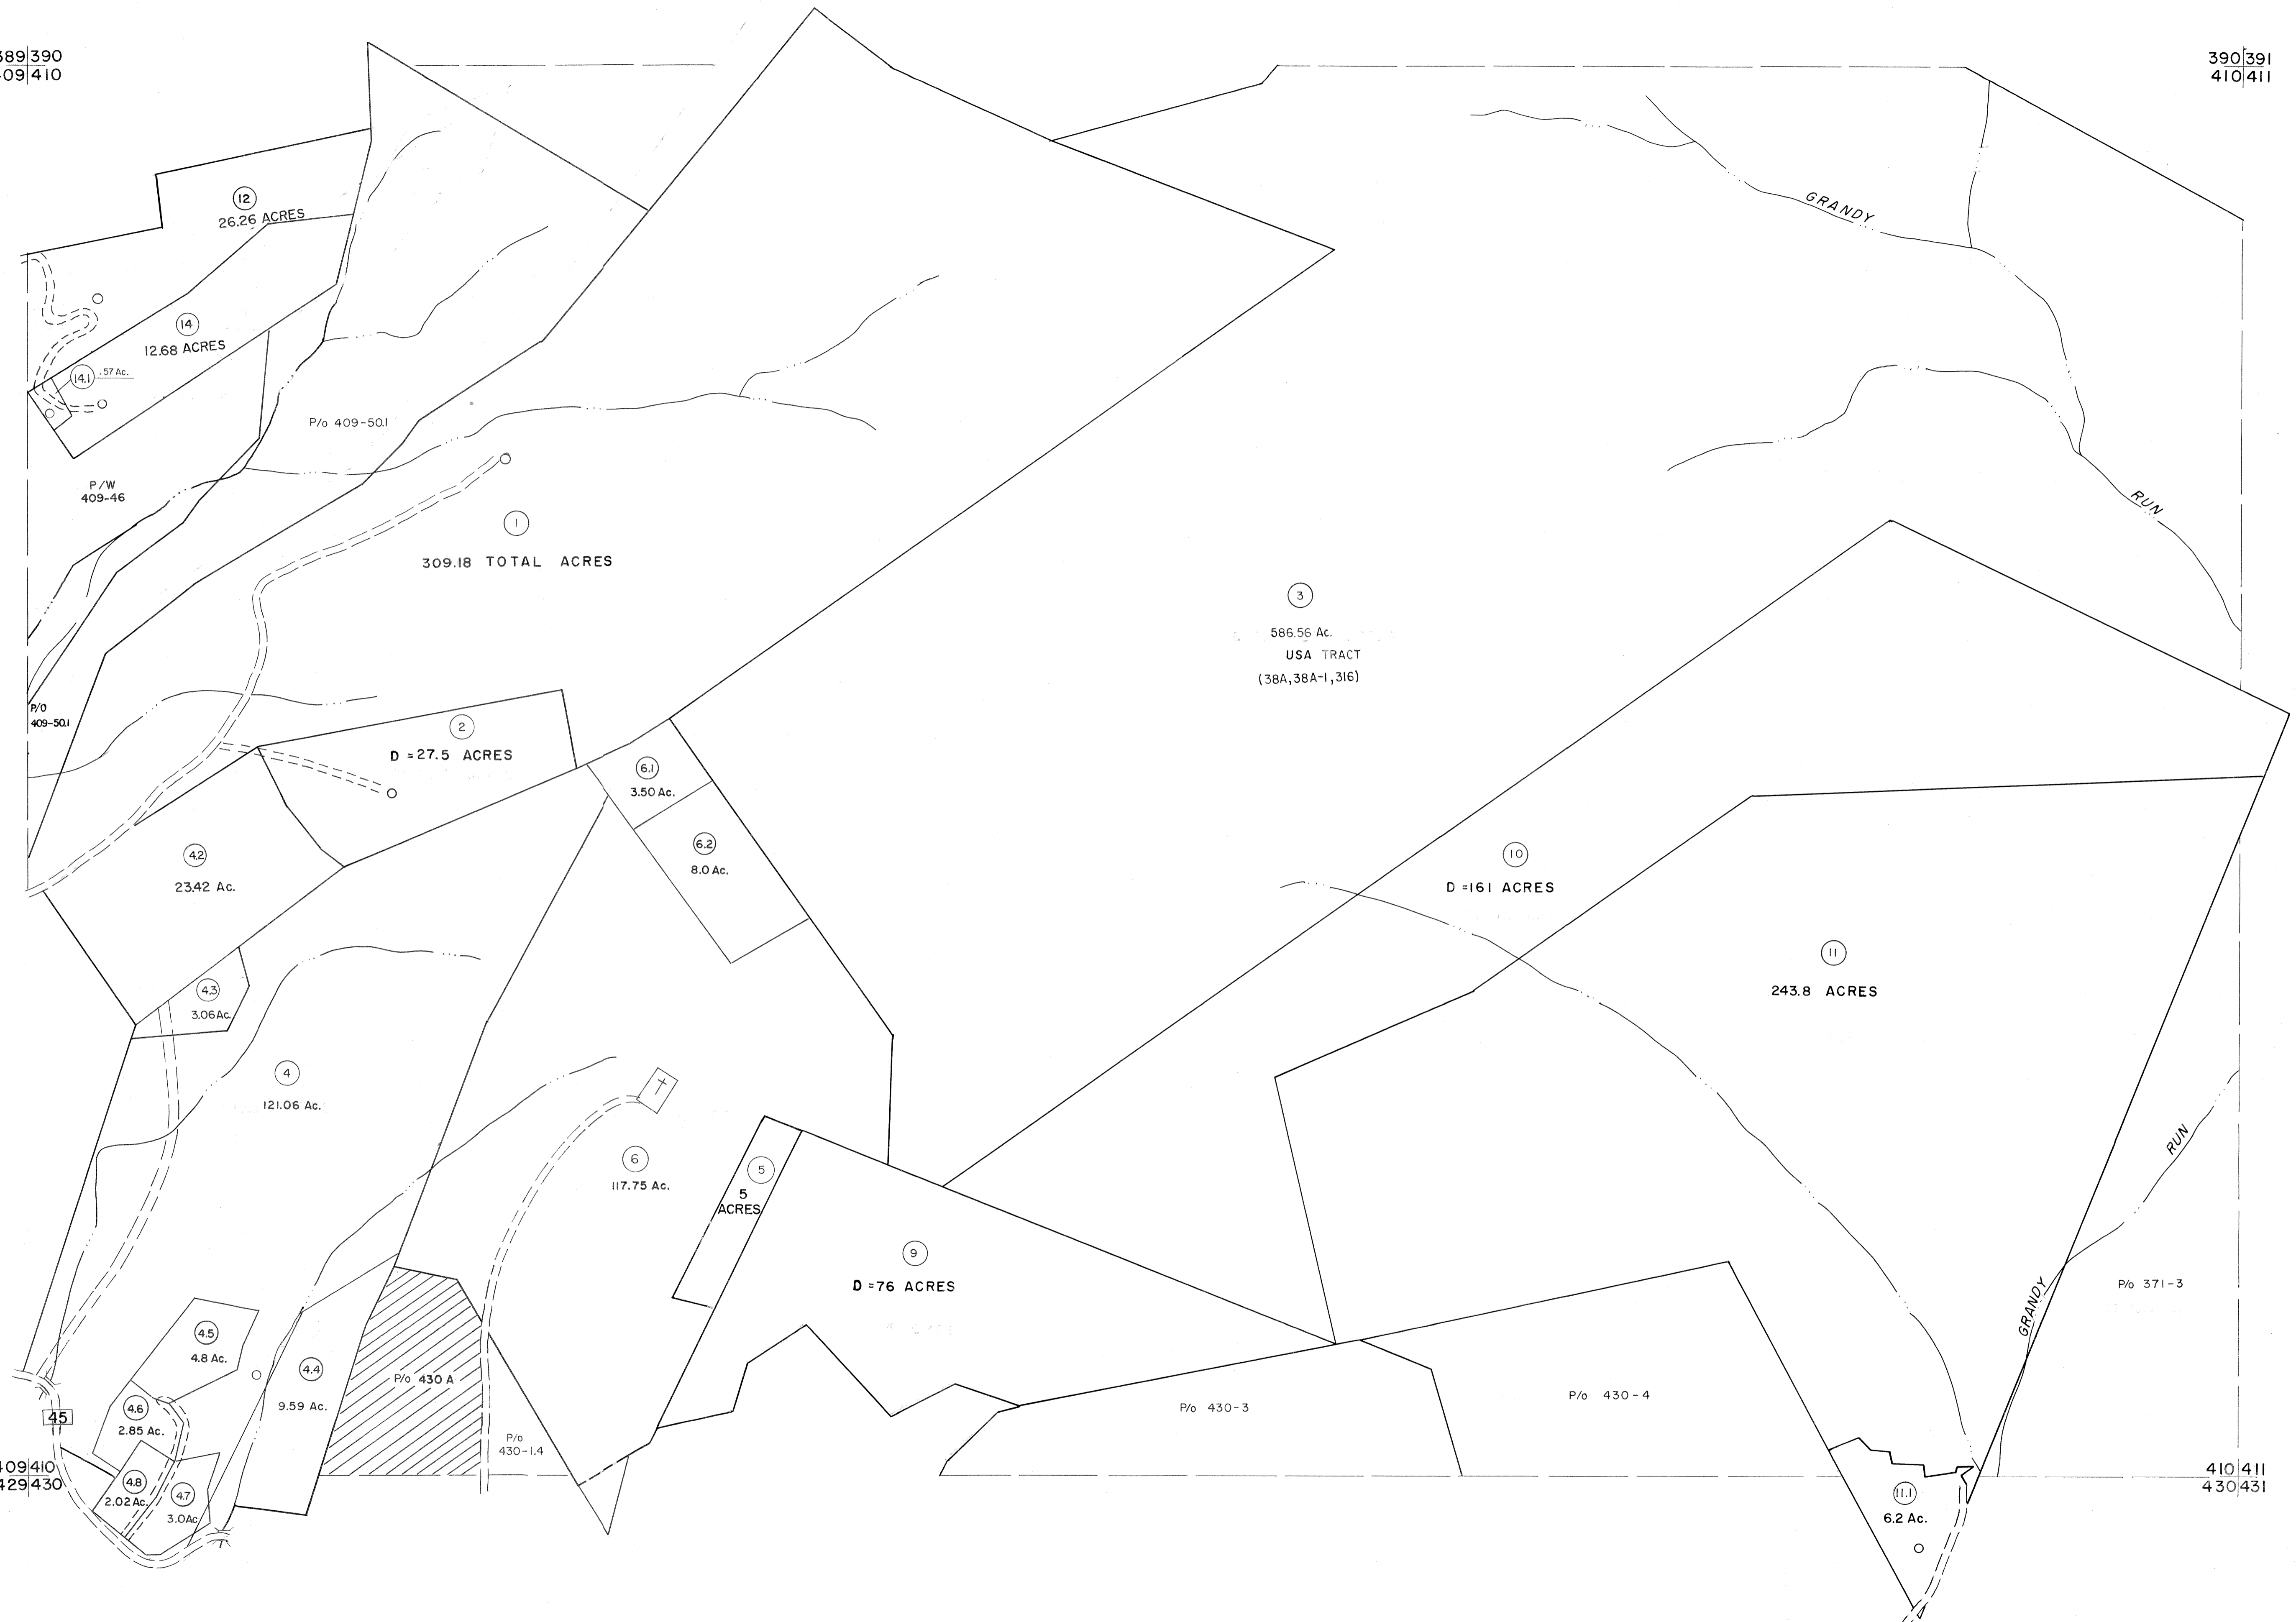 389|390
409|410
390|391
410|411
12
26.26 ACRES
GRANDY
14
12.68 ACRES
14.1 .57 Ac.
P/o 409-50.1
P/W
409-46
RUN
1
309.18 TOTAL ACRES
3
586.56 Ac.
USA TRACT
(38A,38A-1,316)
P/O
409-50.1
2
D = 27.5 ACRES
6.1
3.50 Ac.
6.2
8.0 Ac.
4.2
23.42 Ac.
10
D = 161 ACRES
11
243.8 ACRES
4.3
3.06 Ac.
4
121.06 Ac.
6
117.75 Ac.
5
5
ACRES
RUN
9
D = 76 ACRES
GRANDY
P/o 371-3
4.5
4.8 Ac.
4.4
9.59 Ac.
P/o 430 A
P/o 430-3
P/o 430-4
45
4.6
2.85 Ac.
P/o
430-1.4
409|410
429|430
4.8
2.02 Ac.
4.7
3.0 Ac
410|411
430|431
11.1
6.2 Ac.